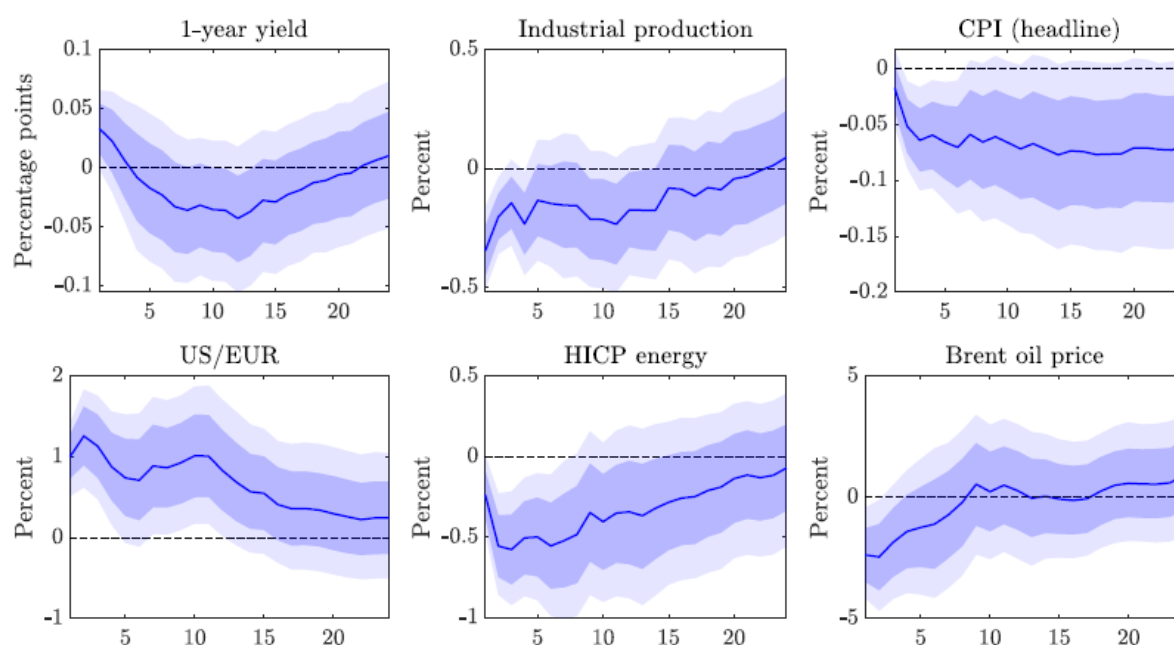 1-year yield
Percentage points
0.1
0.05
0
-0.05
-0.1
5 10 15 20
Industrial production
Percent
0.5
0
-0.5
5 10 15 20
CPI (headline)
Percent
0
-0.05
-0.1
-0.15
-0.2
5 10 15 20
US/EUR
Percent
2
1
0
-1
5 10 15 20
HICP energy
Percent
0.5
0
-0.5
-1
5 10 15 20
Brent oil price
Percent
5
0
-5
5 10 15 20